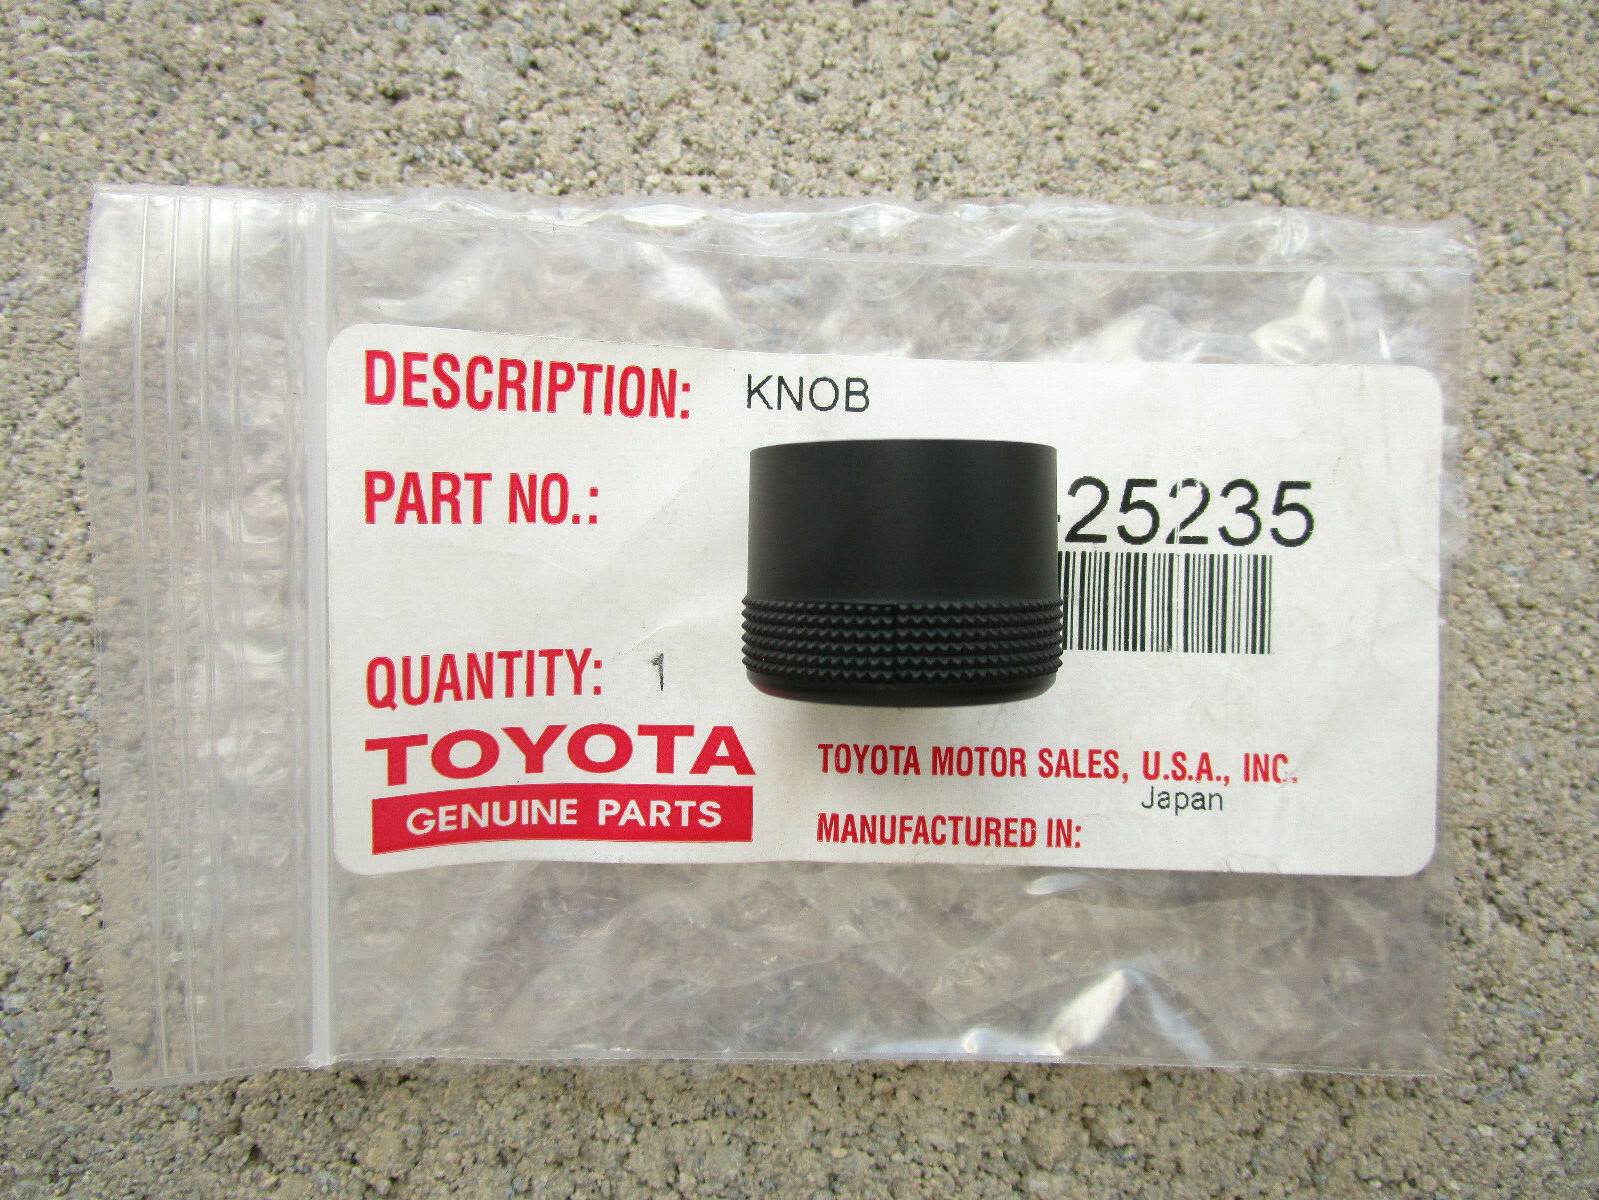 DESCRIPTION: KNOB
PART NO.: -25235
QUANTITY: 1
TOYOTA
GENUINE PARTS
TOYOTA MOTOR SALES, U.S.A., INC.
Japan
MANUFACTURED IN: